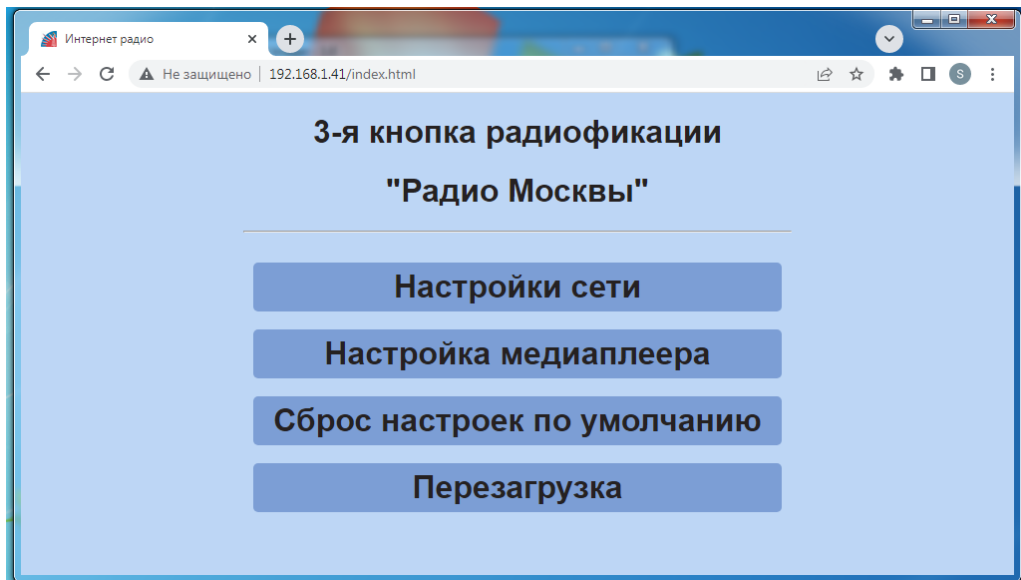 Интернет радио
Не защищено 192.168.1.41/index.html
S
3-я кнопка радиофикации
"Радио Москвы"
Настройки сети
Настройка медиаплеера
Сброс настроек по умолчанию
Перезагрузка